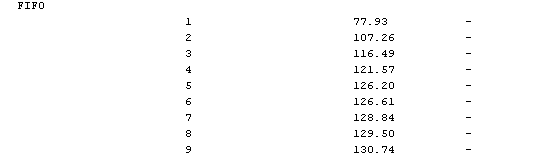 FIFO
1 77.93 -
2 107.26 -
3 116.49 -
4 121.57 -
5 126.20 -
6 126.61 -
7 128.84 -
8 129.50 -
9 130.74 -